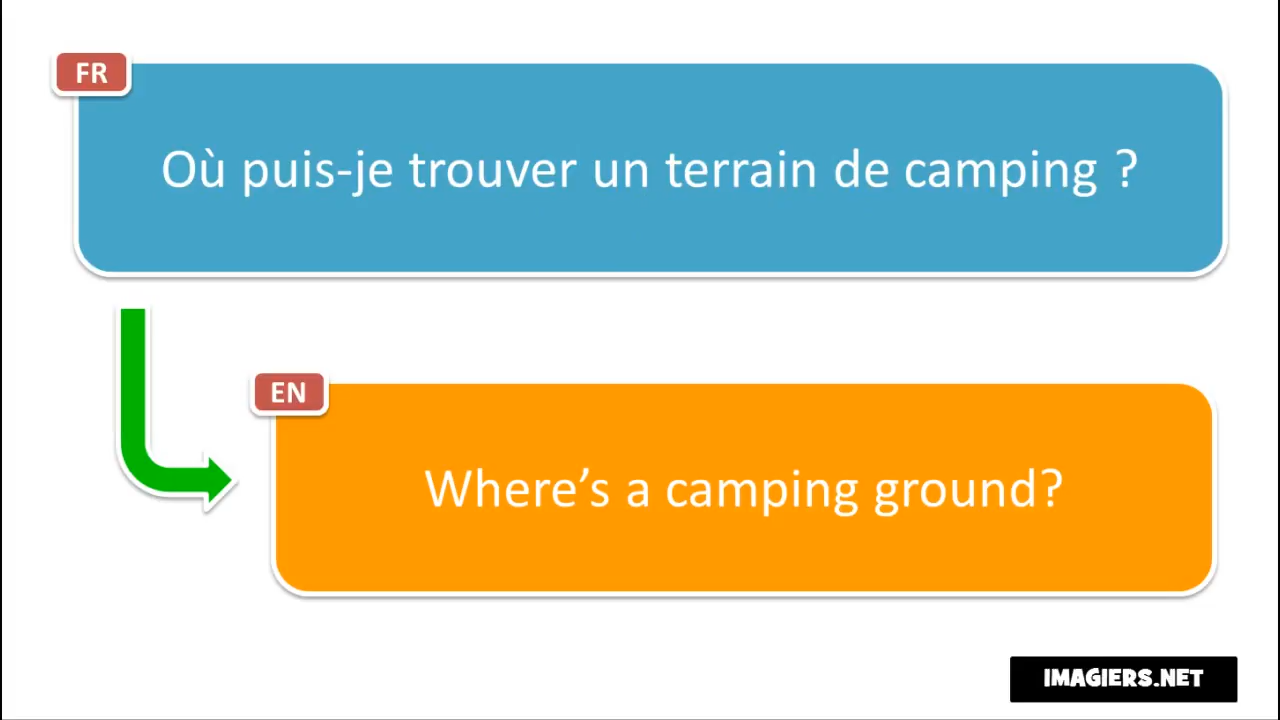 FR
Où puis-je trouver un terrain de camping ?
EN
Where’s a camping ground?
IMAGIERS.NET